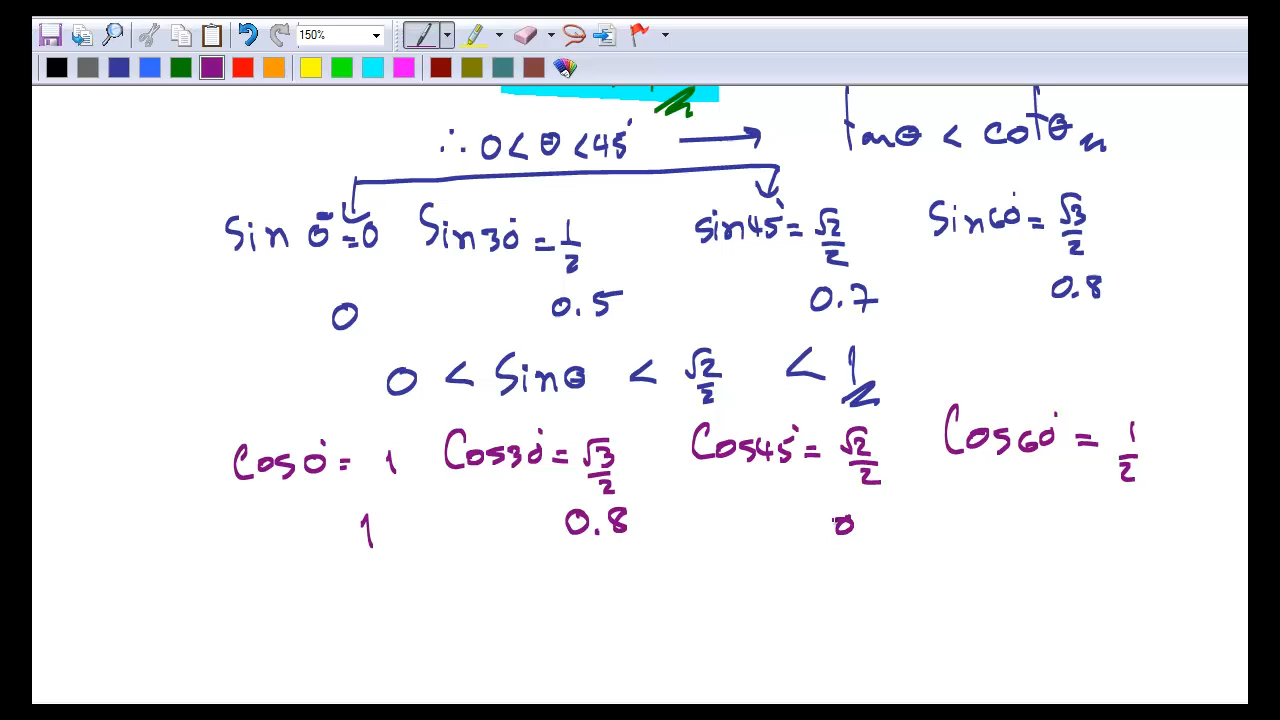 150%
∴ 0 < θ < 45° → tanθ < cotθ
Sin 0° = 0 Sin30° = 1/2 sin45° = √2/2 Sin60° = √3/2
0 0.5 0.7 0.8
0 < Sinθ < √2/2 < 1
Cos0° = 1 Cos30° = √3/2 Cos45° = √2/2 Cos60° = 1/2
1 0.8 0